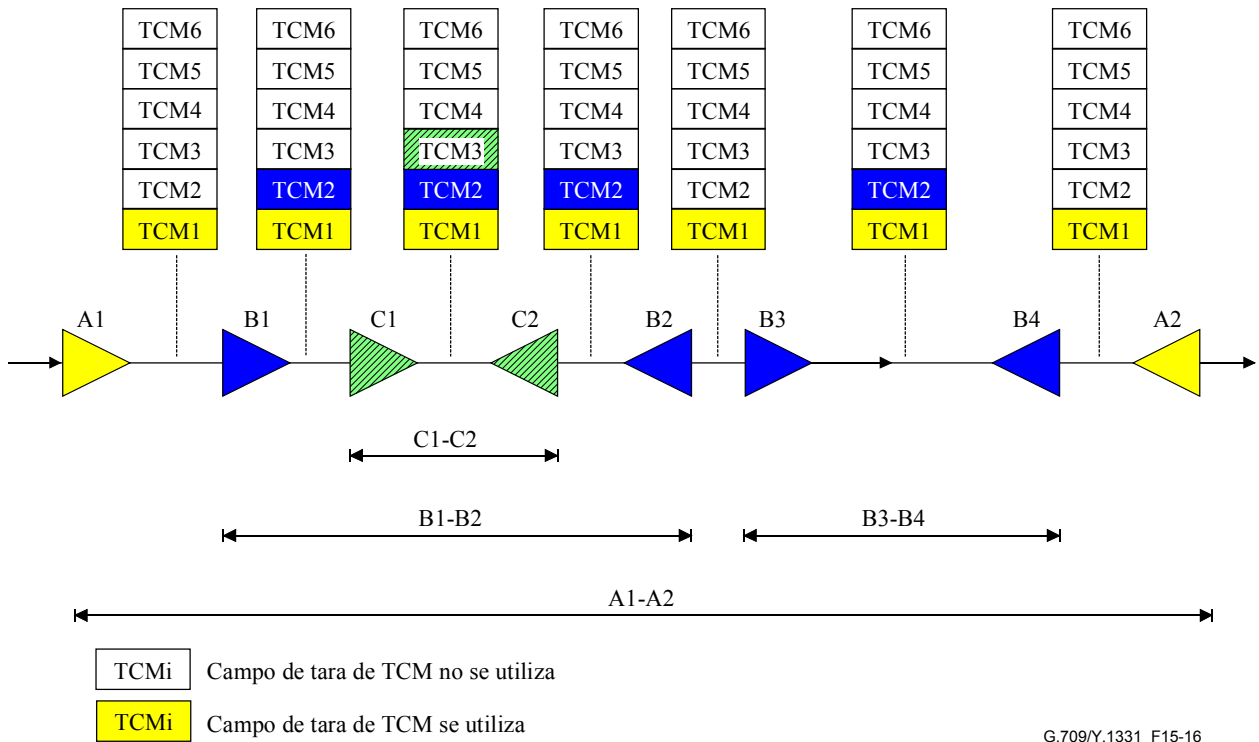 TCM6 TCM6 TCM6 TCM6 TCM6 TCM6 TCM6
TCM5 TCM5 TCM5 TCM5 TCM5 TCM5 TCM5
TCM4 TCM4 TCM4 TCM4 TCM4 TCM4 TCM4
TCM3 TCM3 TCM3 TCM3 TCM3 TCM3 TCM3
TCM2 TCM2 TCM2 TCM2 TCM2 TCM2 TCM2
TCM1 TCM1 TCM1 TCM1 TCM1 TCM1 TCM1
A1 B1 C1 C2 B2 B3 B4 A2
C1-C2
B1-B2 B3-B4
A1-A2
TCMi Campo de tara de TCM no se utiliza
TCMi Campo de tara de TCM se utiliza
G.709/Y.1331_F15-16